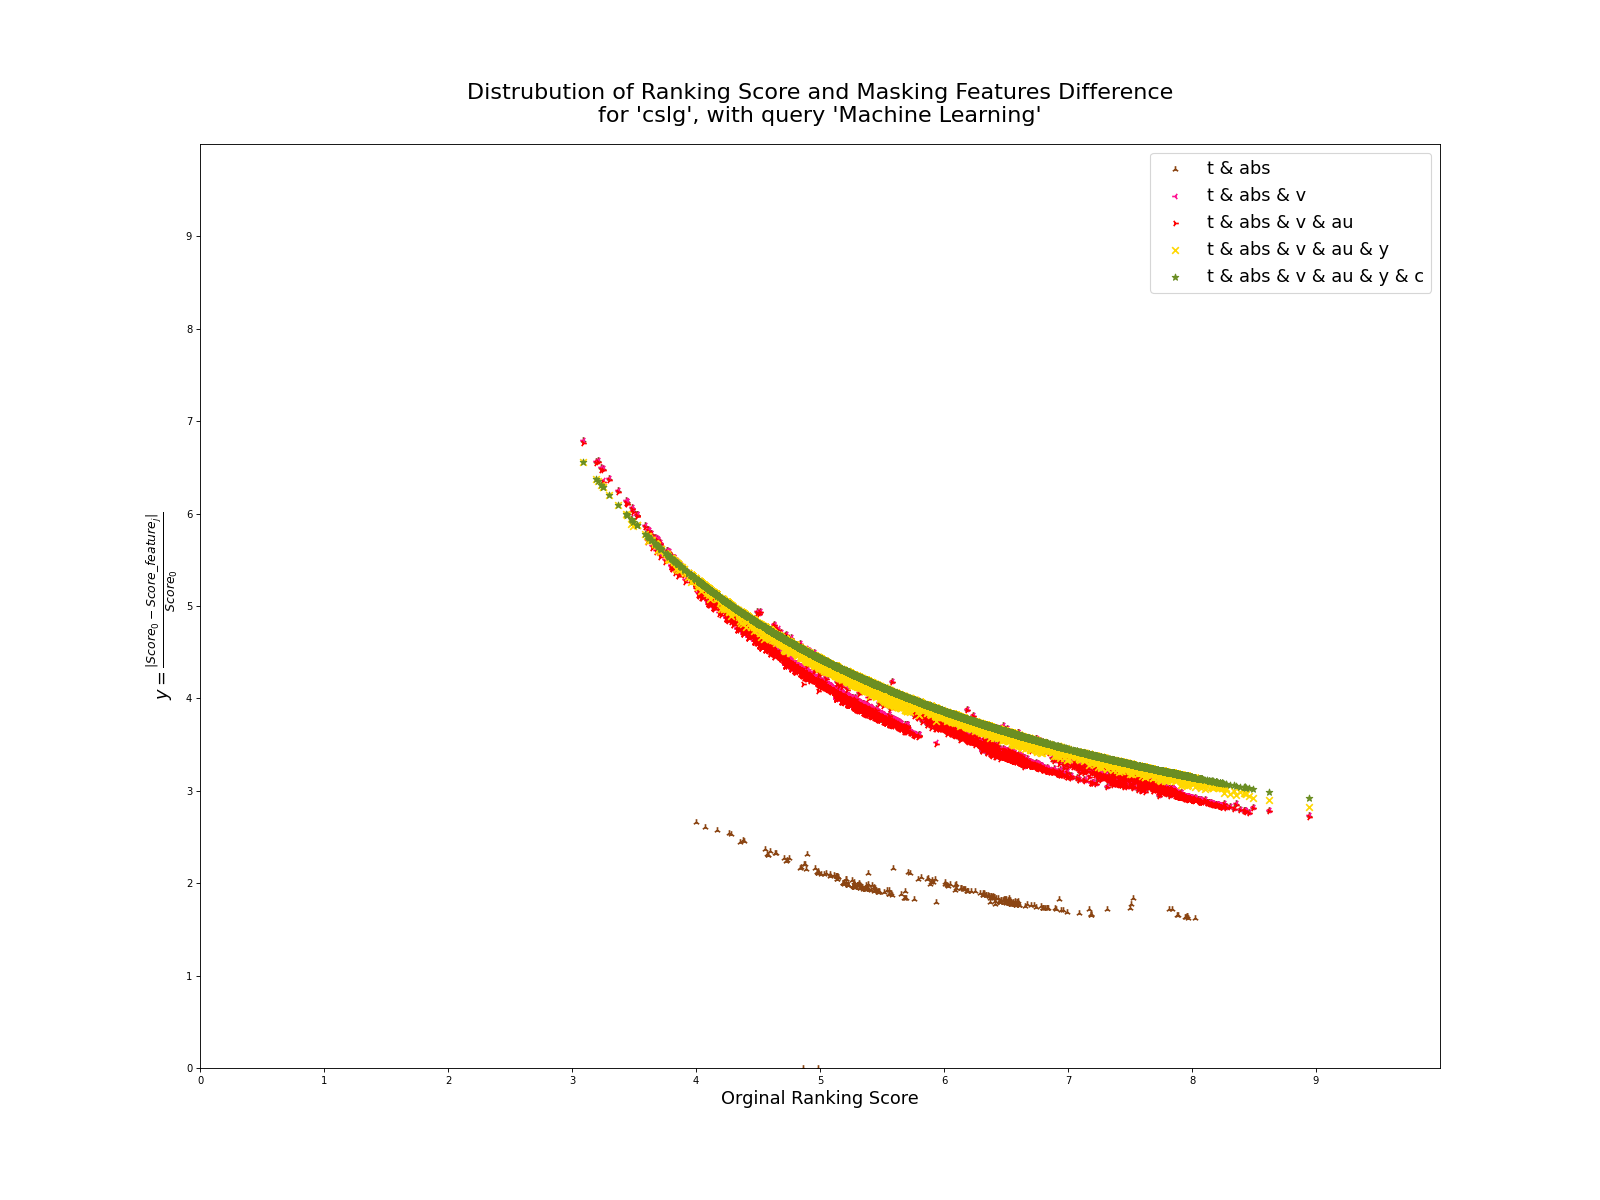 Distrubution of Ranking Score and Masking Features Difference
for 'cslg', with query 'Machine Learning'
t & abs
t & abs & v
t & abs & v & au
t & abs & v & au & y
t & abs & v & au & y & c
9
8
7
6
5
4
3
2
1
0
y = |Score₀ − Score_featureⱼ| / Score₀
0 1 2 3 4 5 6 7 8 9
Orginal Ranking Score